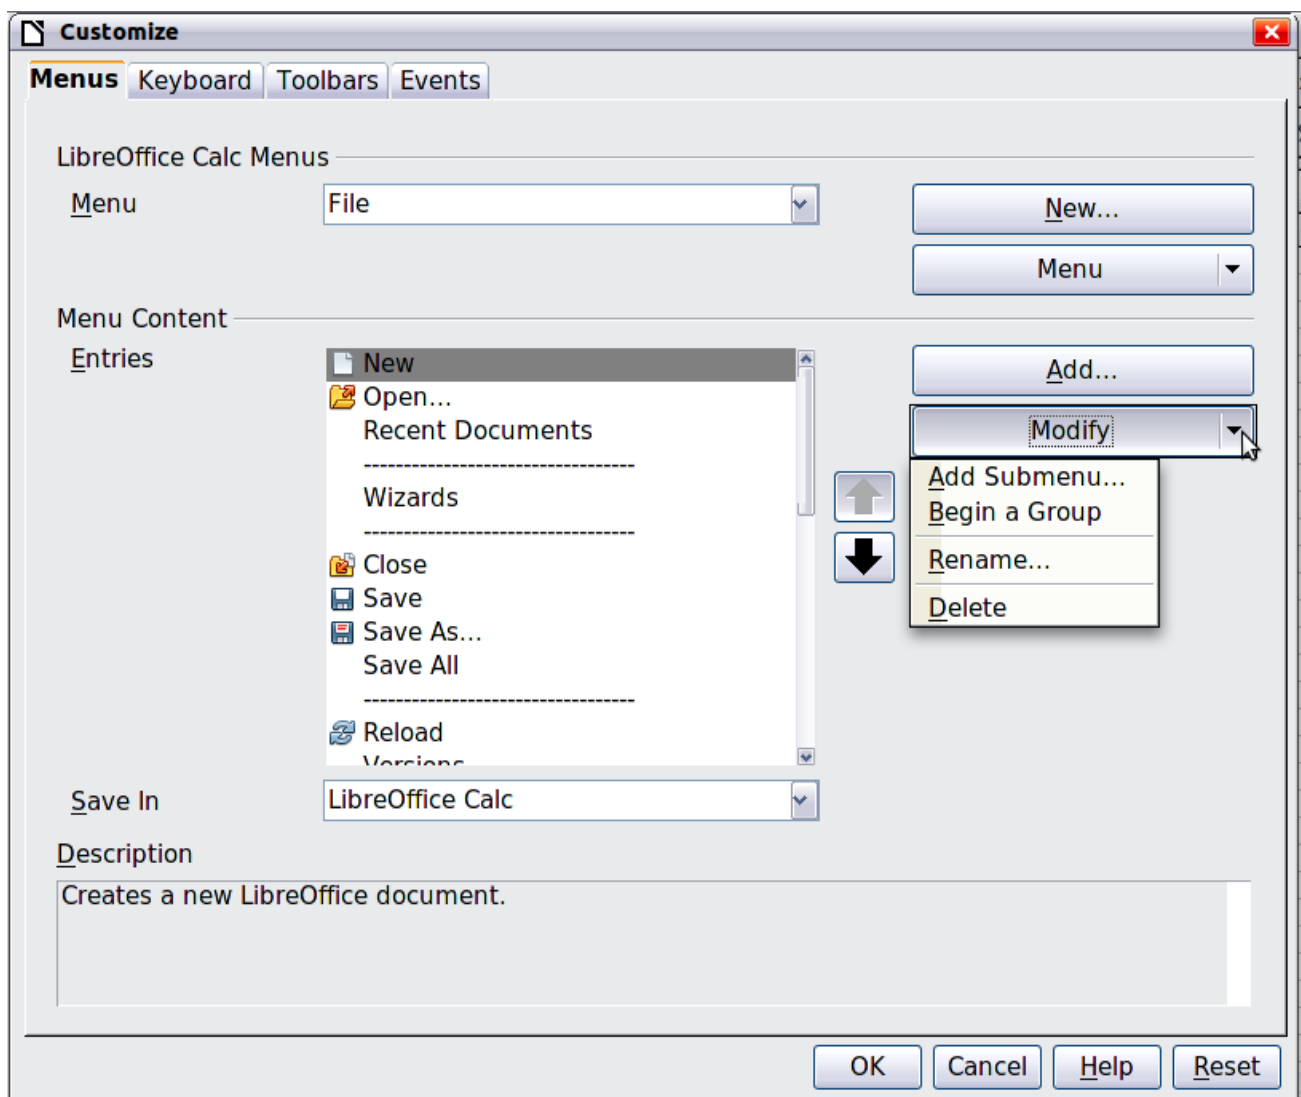 Customize
Menus Keyboard Toolbars Events
LibreOffice Calc Menus
Menu File New...
Menu
Menu Content
Entries New Add...
Open...
Recent Documents Modify
----------------------------------
Add Submenu...
Wizards
Begin a Group
----------------------------------
Close Rename...
Save
Delete
Save As...
Save All
----------------------------------
Reload
Versions
Save In LibreOffice Calc
Description
Creates a new LibreOffice document.
OK Cancel Help Reset